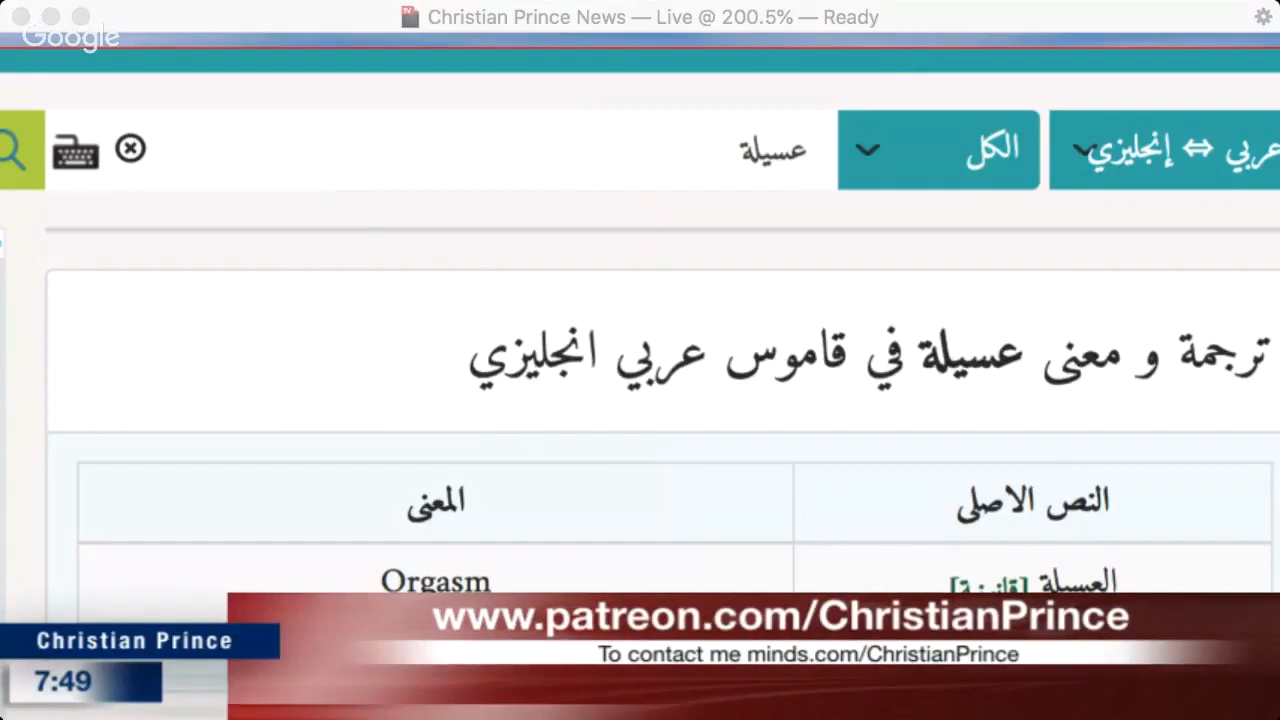 Christian Prince News — Live @ 200.5% — Ready
Google
عربي ⇔ إنجليزي الكل عسيلة
ترجمة و معنى عسيلة في قاموس عربي انجليزي
النص الاصلى المعنى
العسيلة [قانونية] Orgasm
www.patreon.com/ChristianPrince
Christian Prince
To contact me minds.com/ChristianPrince
7:49